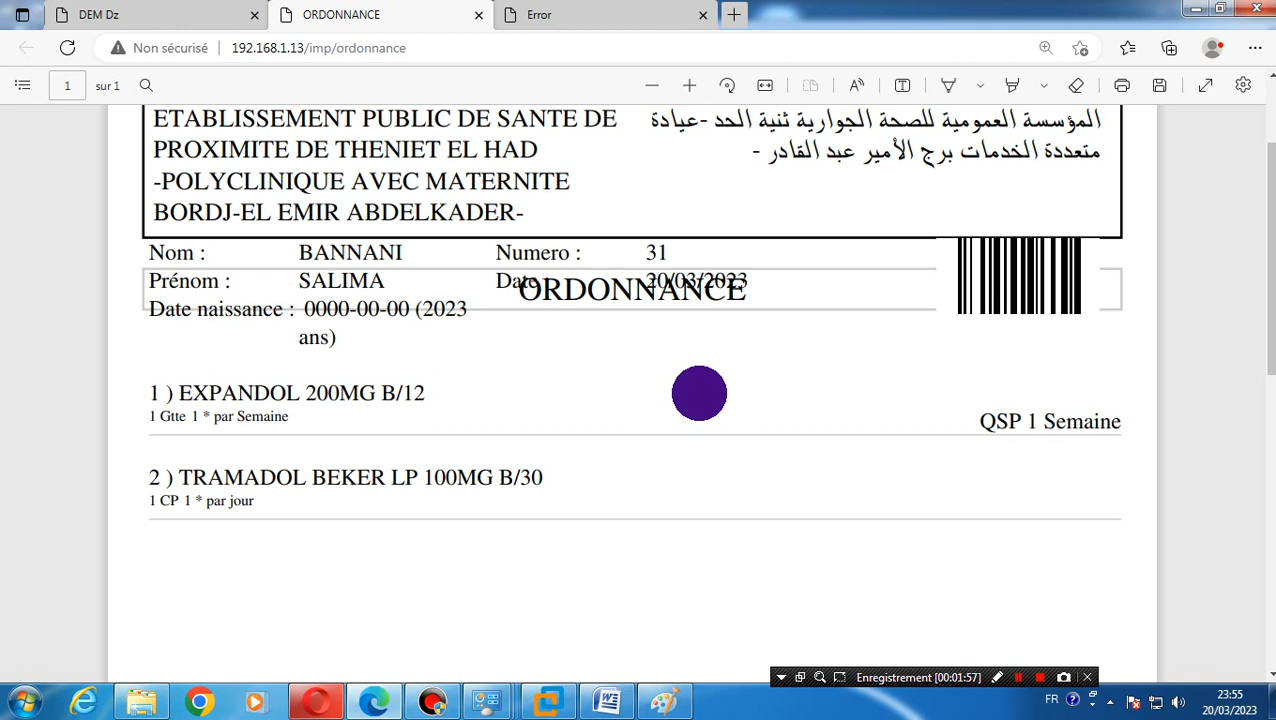 DEM Dz
ORDONNANCE
Error
Non sécurisé
192.168.1.13/imp/ordonnance
1
sur 1
ETABLISSEMENT PUBLIC DE SANTE DE
PROXIMITE DE THENIET EL HAD
-POLYCLINIQUE AVEC MATERNITE
BORDJ-EL EMIR ABDELKADER-
المؤسسة العمومية للصحة الجوارية ثنية الحد -عيادة
متعددة الخدمات برج الأمير عبد القادر -
Nom : BANNANI Numero : 31
Prénom : SALIMA Date : 20/03/2023
ORDONNANCE
Date naissance : 0000-00-00 (2023
ans)
1 ) EXPANDOL 200MG B/12
1 Gtte 1 * par Semaine
QSP 1 Semaine
2 ) TRAMADOL BEKER LP 100MG B/30
1 CP 1 * par jour
Enregistrement [00:01:57]
FR
23:55
20/03/2023